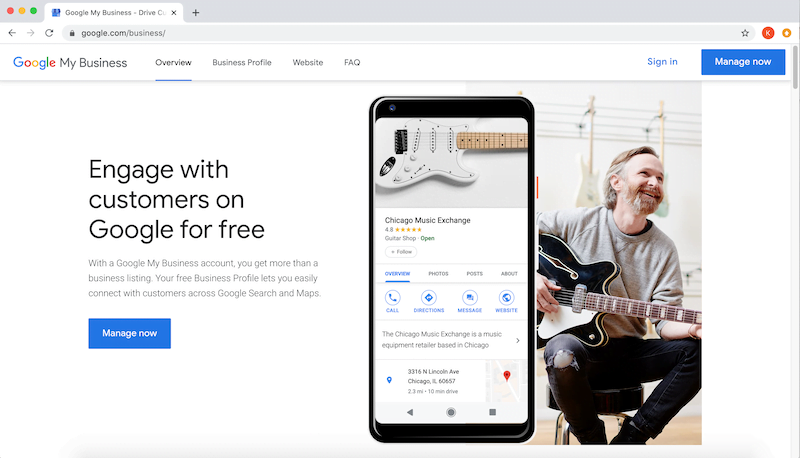 Google My Business - Drive Cu
google.com/business/
K
Google My Business
Overview
Business Profile
Website
FAQ
Sign in
Manage now
Engage with
customers on
Google for free
With a Google My Business account, you get more than a
business listing. Your free Business Profile lets you easily
connect with customers across Google Search and Maps.
Manage now
Chicago Music Exchange
4.8 ★★★★★
Guitar Shop · Open
+ Follow
OVERVIEW
PHOTOS
POSTS
ABOUT
CALL
DIRECTIONS
MESSAGE
WEBSITE
The Chicago Music Exchange is a music
equipment retailer based in Chicago
3316 N Lincoln Ave
Chicago, IL 60657
2.3 mi · 10 min drive